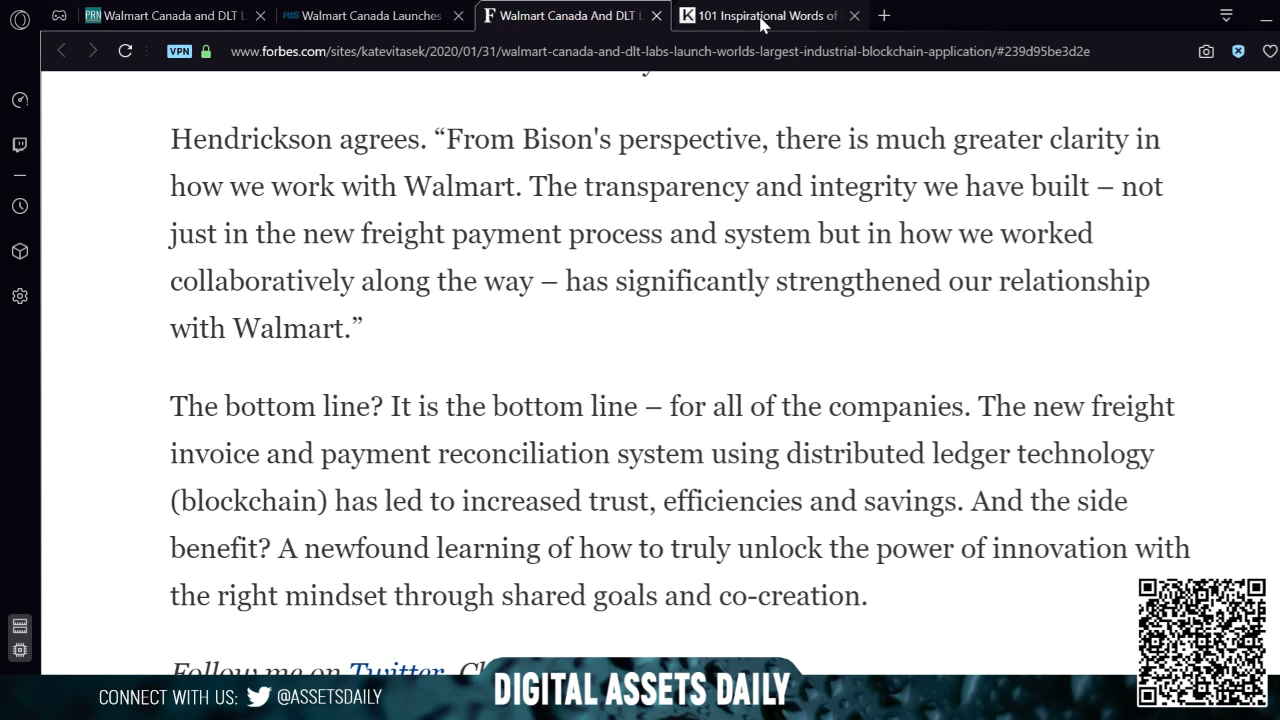 PRN Walmart Canada and DLT L
RIS Walmart Canada Launches
F Walmart Canada And DLT L
K 101 Inspirational Words of
VPN
www.forbes.com/sites/katevitasek/2020/01/31/walmart-canada-and-dlt-labs-launch-worlds-largest-industrial-blockchain-application/#239d95be3d2e
Hendrickson agrees. “From Bison's perspective, there is much greater clarity in
how we work with Walmart. The transparency and integrity we have built – not
just in the new freight payment process and system but in how we worked
collaboratively along the way – has significantly strengthened our relationship
with Walmart.”
The bottom line? It is the bottom line – for all of the companies. The new freight
invoice and payment reconciliation system using distributed ledger technology
(blockchain) has led to increased trust, efficiencies and savings. And the side
benefit? A newfound learning of how to truly unlock the power of innovation with
the right mindset through shared goals and co-creation.
Follow me on Twitter.
CONNECT WITH US: @ASSETSDAILY
DIGITAL ASSETS DAILY